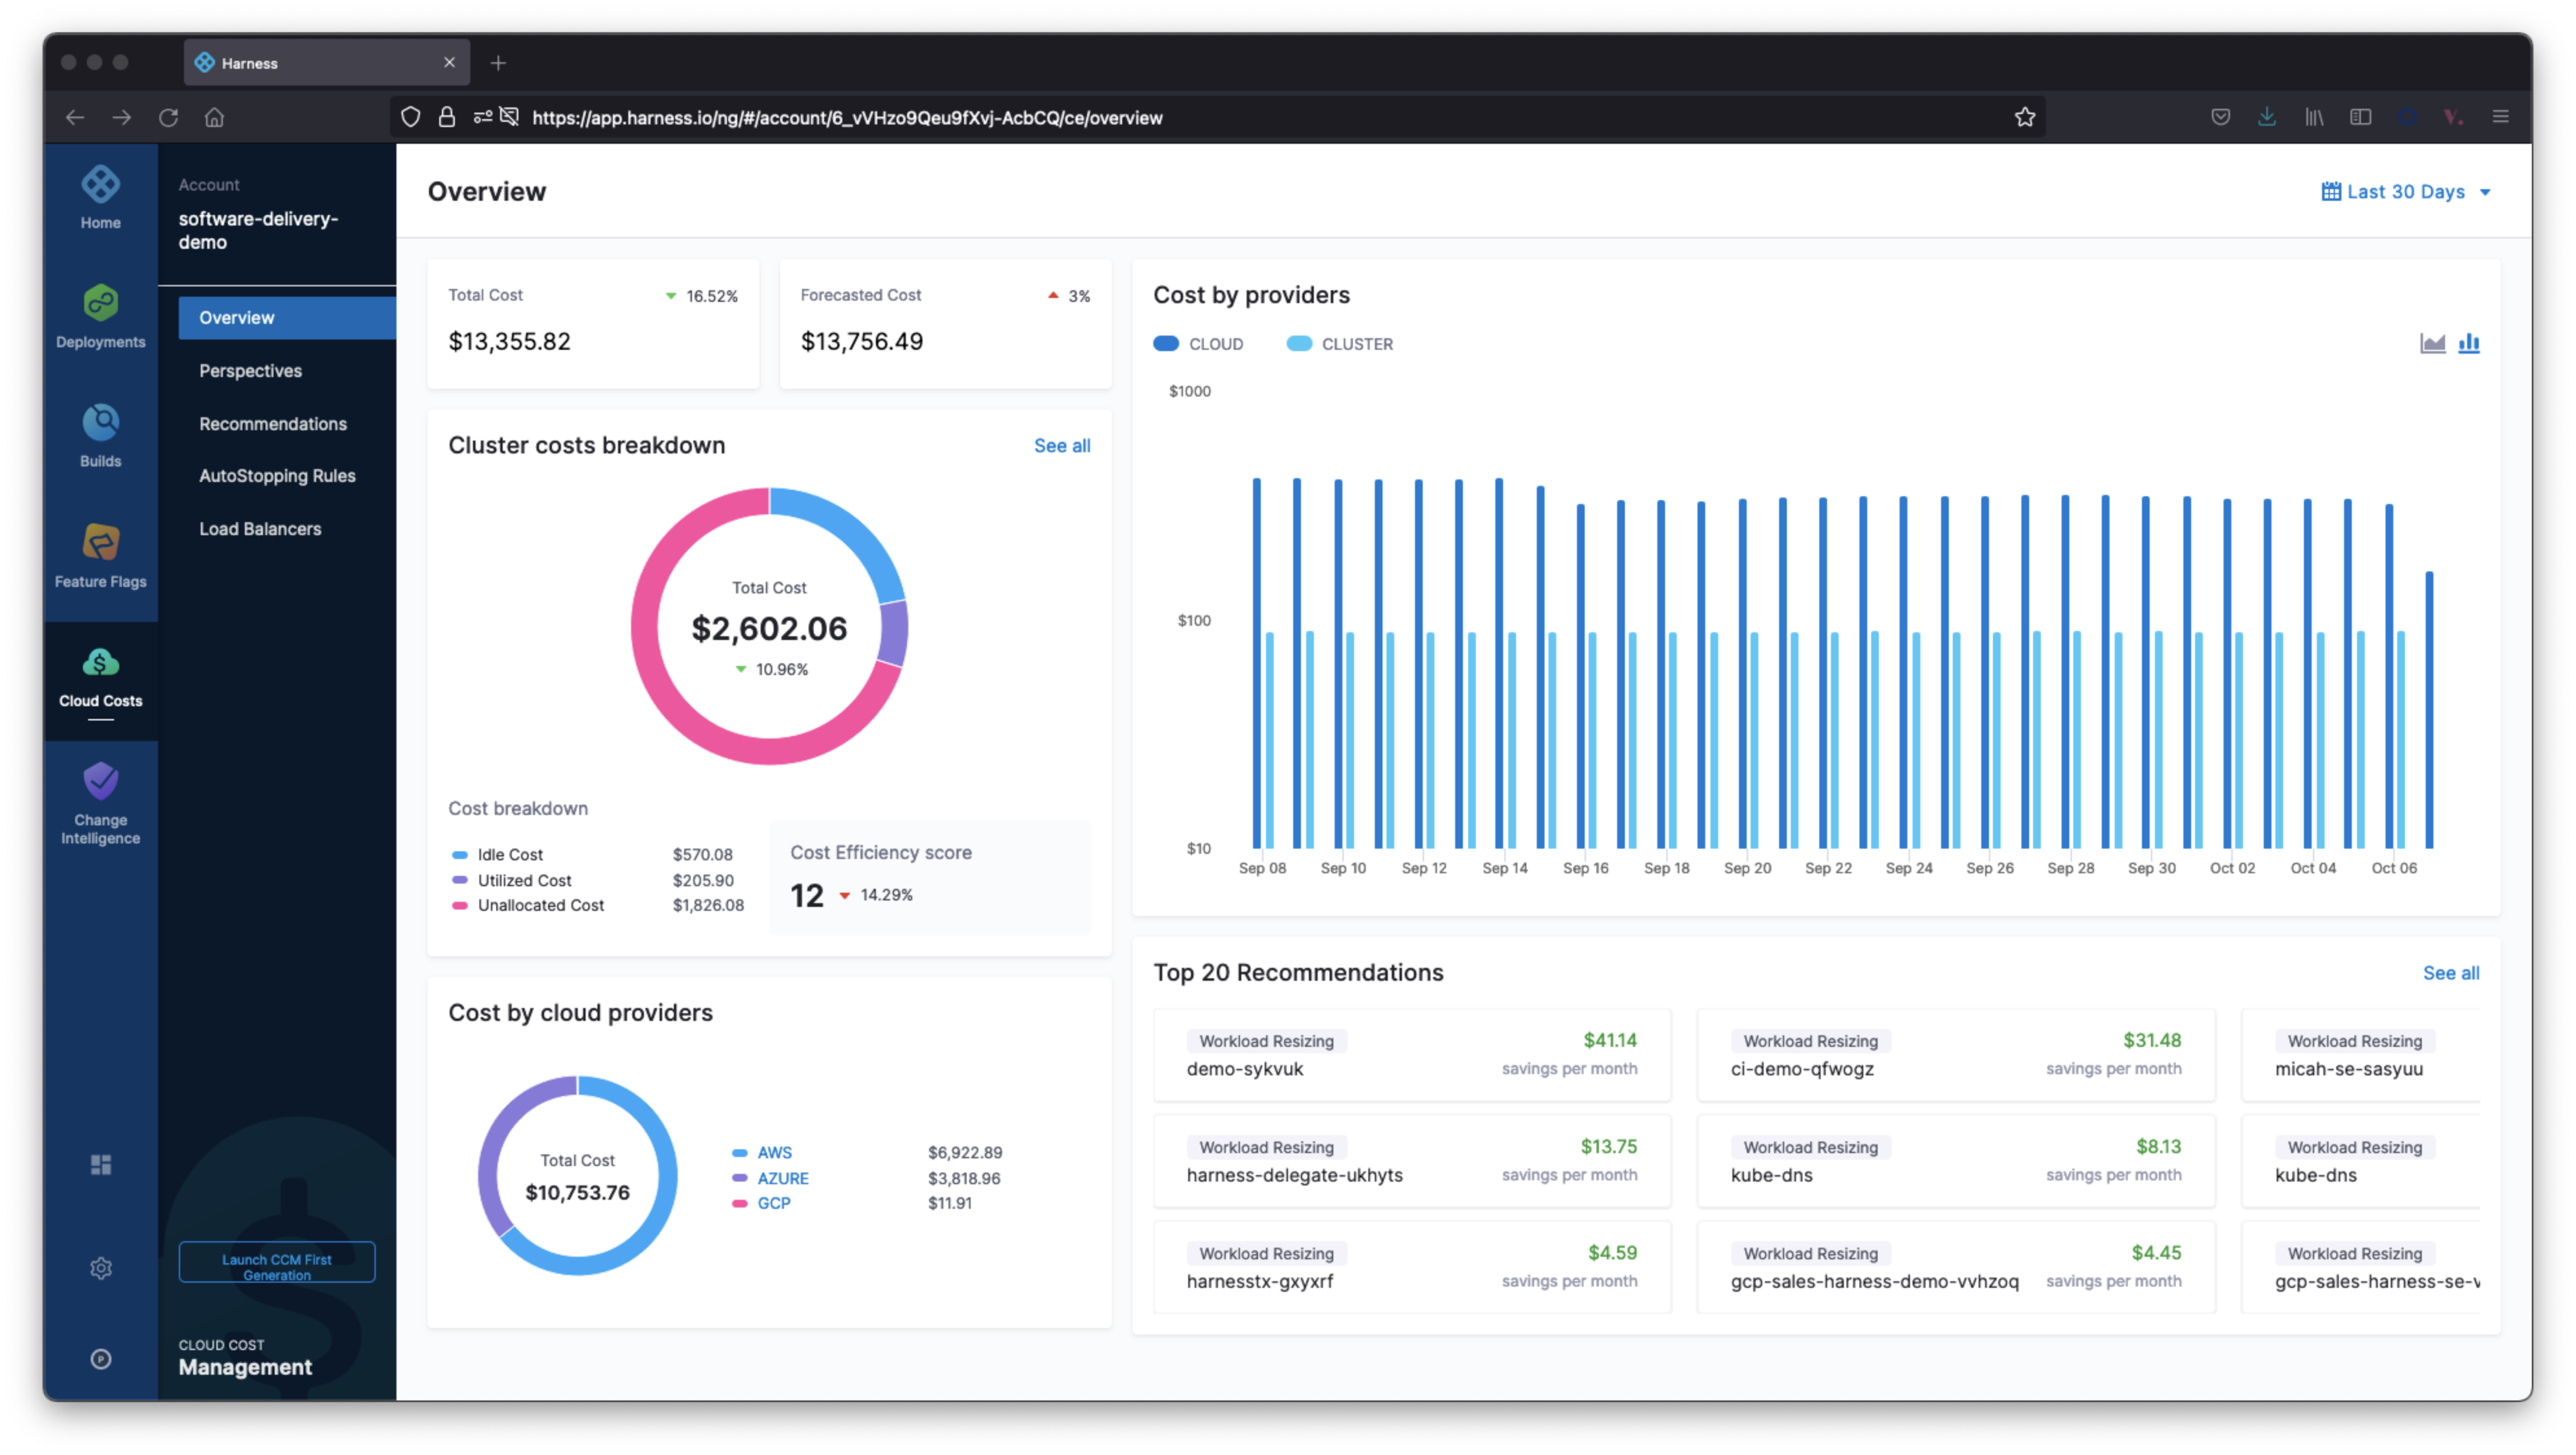 Harness
https://app.harness.io/ng/#/account/6_vVHzo9Qeu9fXvj-AcbCQ/ce/overview
Home
Deployments
Builds
Feature Flags
Cloud Costs
Change
Intelligence
Account
software-delivery-
demo
Overview
Perspectives
Recommendations
AutoStopping Rules
Load Balancers
Launch CCM First
Generation
CLOUD COST
Management
Overview
Last 30 Days
Total Cost
16.52%
$13,355.82
Forecasted Cost
3%
$13,756.49
Cluster costs breakdown
See all
Total Cost
$2,602.06
10.96%
Cost breakdown
Idle Cost $570.08
Utilized Cost $205.90
Unallocated Cost $1,826.08
Cost Efficiency score
12 14.29%
Cost by cloud providers
Total Cost
$10,753.76
AWS $6,922.89
AZURE $3,818.96
GCP $11.91
Cost by providers
CLOUD CLUSTER
$1000
$100
$10
Sep 08 Sep 10 Sep 12 Sep 14 Sep 16 Sep 18 Sep 20 Sep 22 Sep 24 Sep 26 Sep 28 Sep 30 Oct 02 Oct 04 Oct 06
Top 20 Recommendations
See all
Workload Resizing $41.14
demo-sykvuk savings per month
Workload Resizing $31.48
ci-demo-qfwogz savings per month
Workload Resizing
micah-se-sasyuu
Workload Resizing $13.75
harness-delegate-ukhyts savings per month
Workload Resizing $8.13
kube-dns savings per month
Workload Resizing
kube-dns
Workload Resizing $4.59
harnesstx-gxyxrf savings per month
Workload Resizing $4.45
gcp-sales-harness-demo-vvhzoq savings per month
Workload Resizing
gcp-sales-harness-se-v